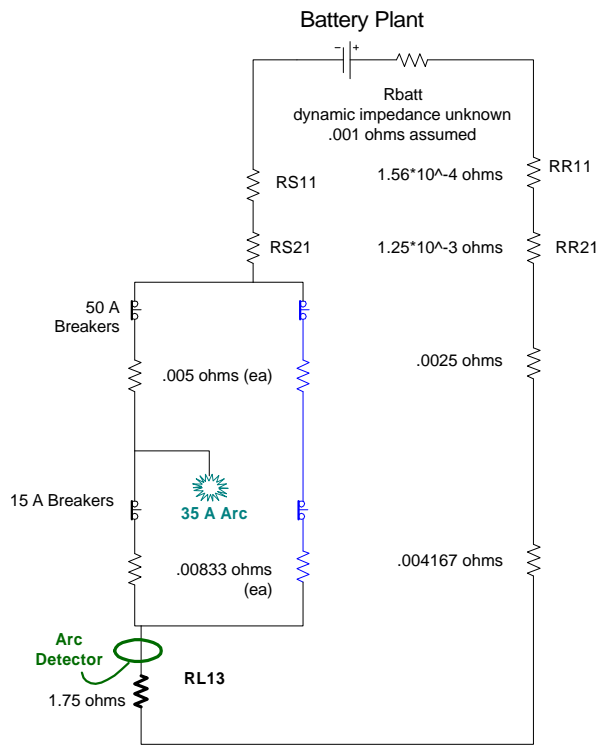 Battery Plant
- +
Rbatt
dynamic impedance unknown
.001 ohms assumed
RS11
1.56*10^-4 ohms
RR11
RS21
1.25*10^-3 ohms
RR21
50 A
Breakers
.005 ohms (ea)
.0025 ohms
15 A Breakers
35 A Arc
.00833 ohms
(ea)
.004167 ohms
Arc
Detector
RL13
1.75 ohms